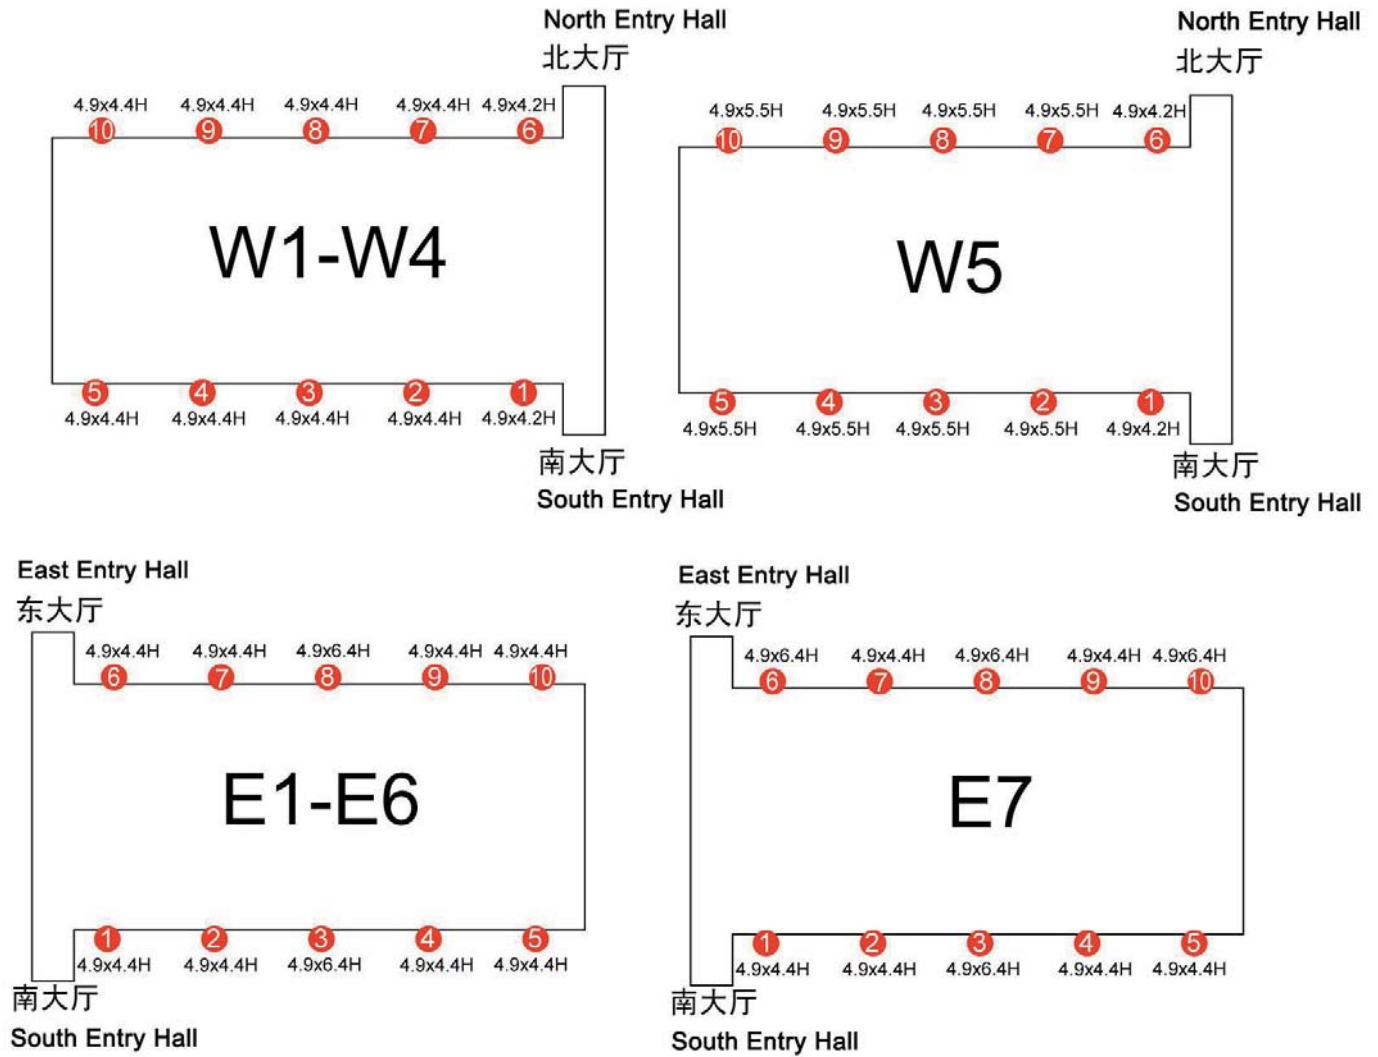 North Entry Hall
北大厅
4.9x4.4H 4.9x4.4H 4.9x4.4H 4.9x4.4H 4.9x4.2H
10 9 8 7 6
W1-W4
5 4 3 2 1
4.9x4.4H 4.9x4.4H 4.9x4.4H 4.9x4.4H 4.9x4.2H
南大厅
South Entry Hall
North Entry Hall
北大厅
4.9x5.5H 4.9x5.5H 4.9x5.5H 4.9x5.5H 4.9x4.2H
10 9 8 7 6
W5
5 4 3 2 1
4.9x5.5H 4.9x5.5H 4.9x5.5H 4.9x5.5H 4.9x4.2H
南大厅
South Entry Hall
East Entry Hall
东大厅
4.9x4.4H 4.9x4.4H 4.9x6.4H 4.9x4.4H 4.9x4.4H
6 7 8 9 10
E1-E6
1 2 3 4 5
4.9x4.4H 4.9x4.4H 4.9x6.4H 4.9x4.4H 4.9x4.4H
南大厅
South Entry Hall
East Entry Hall
东大厅
4.9x6.4H 4.9x4.4H 4.9x6.4H 4.9x4.4H 4.9x6.4H
6 7 8 9 10
E7
1 2 3 4 5
4.9x4.4H 4.9x4.4H 4.9x6.4H 4.9x4.4H 4.9x4.4H
南大厅
South Entry Hall